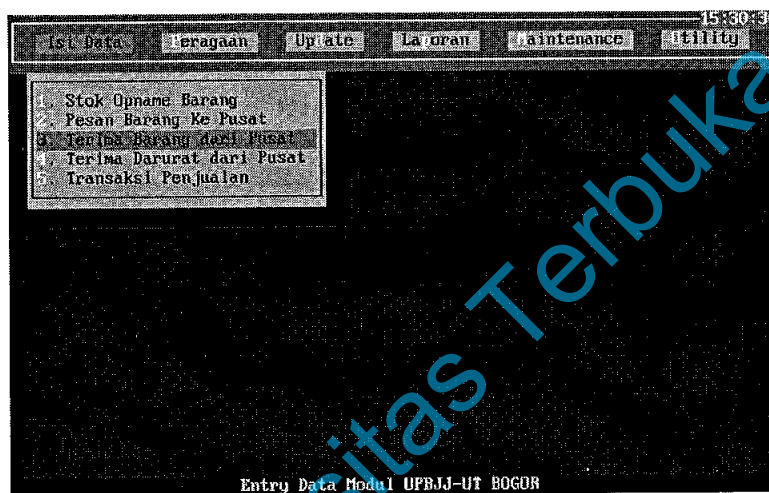 15:30:3
Isi Data Peragaan Update Laporan Maintenance Utility
1. Stok Opname Barang
2. Pesan Barang Ke Pusat
3. Terima Barang dari Pusat
4. Terima Darurat dari Pusat
5. Transaksi Penjualan
sitas Terbuka
Entry Data Modul UPBJJ-UT BOGOR